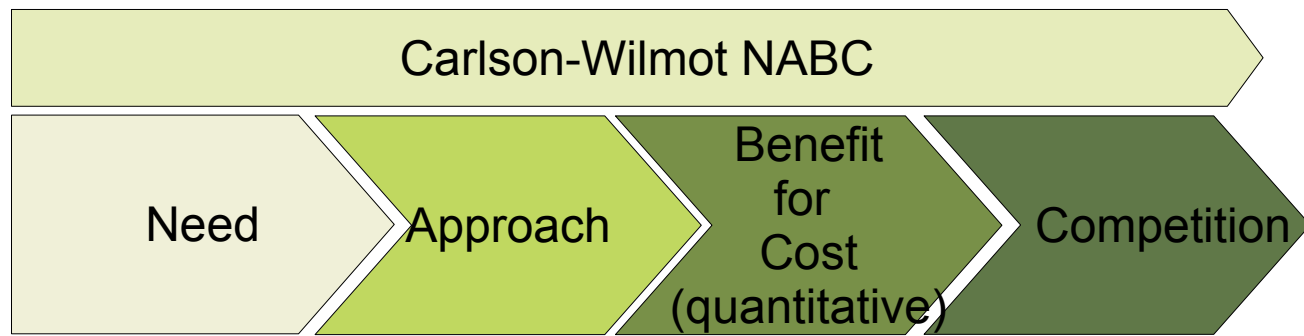 Carlson-Wilmot NABC
Need
Approach
Benefit
for
Cost
(quantitative)
Competition